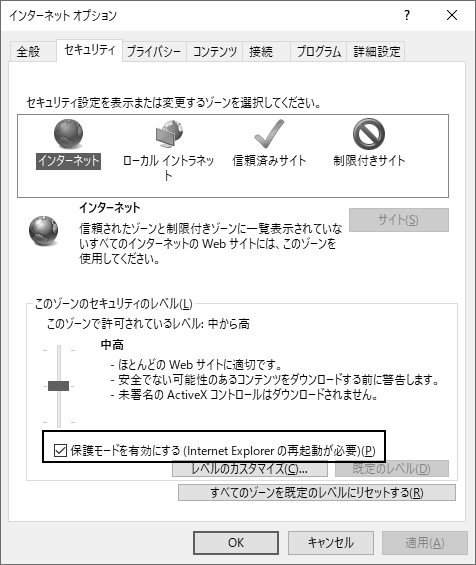 インターネット オプション
?
全般
セキュリティ
プライバシー
コンテンツ
接続
プログラム
詳細設定
セキュリティ設定を表示または変更するゾーンを選択してください。
インターネット
ローカル イントラネッ
ト
信頼済みサイト
制限付きサイト
インターネット
サイト(S)
信頼されたゾーンと制限付きゾーンに一覧表示されていな
いすべてのインターネットの Web サイトには、このゾーンを
使用してください。
このゾーンのセキュリティのレベル(L)
このゾーンで許可されているレベル: 中から高
中高
- ほとんどの Web サイトに適切です。
- 安全でない可能性のあるコンテンツをダウンロードする前に警告します。
- 未署名の ActiveX コントロールはダウンロードされません。
保護モードを有効にする (Internet Explorer の再起動が必要)(P)
レベルのカスタマイズ(C)...
既定のレベル(D)
すべてのゾーンを既定のレベルにリセットする(R)
OK
キャンセル
適用(A)